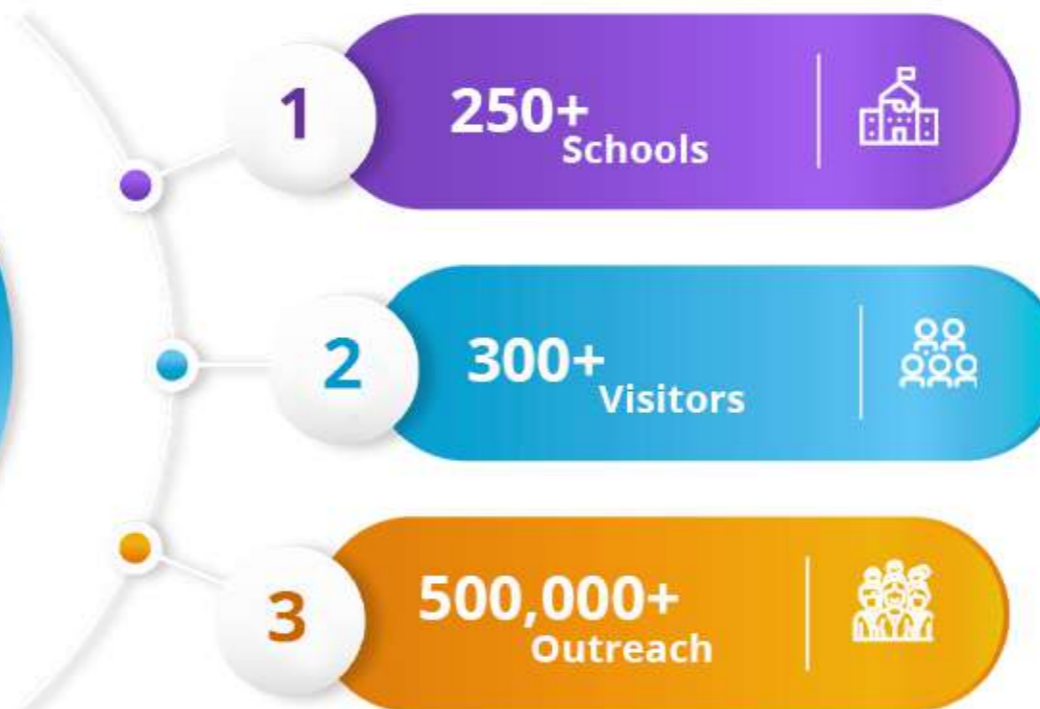 1
250+
Schools
2
300+
Visitors
3
500,000+
Outreach